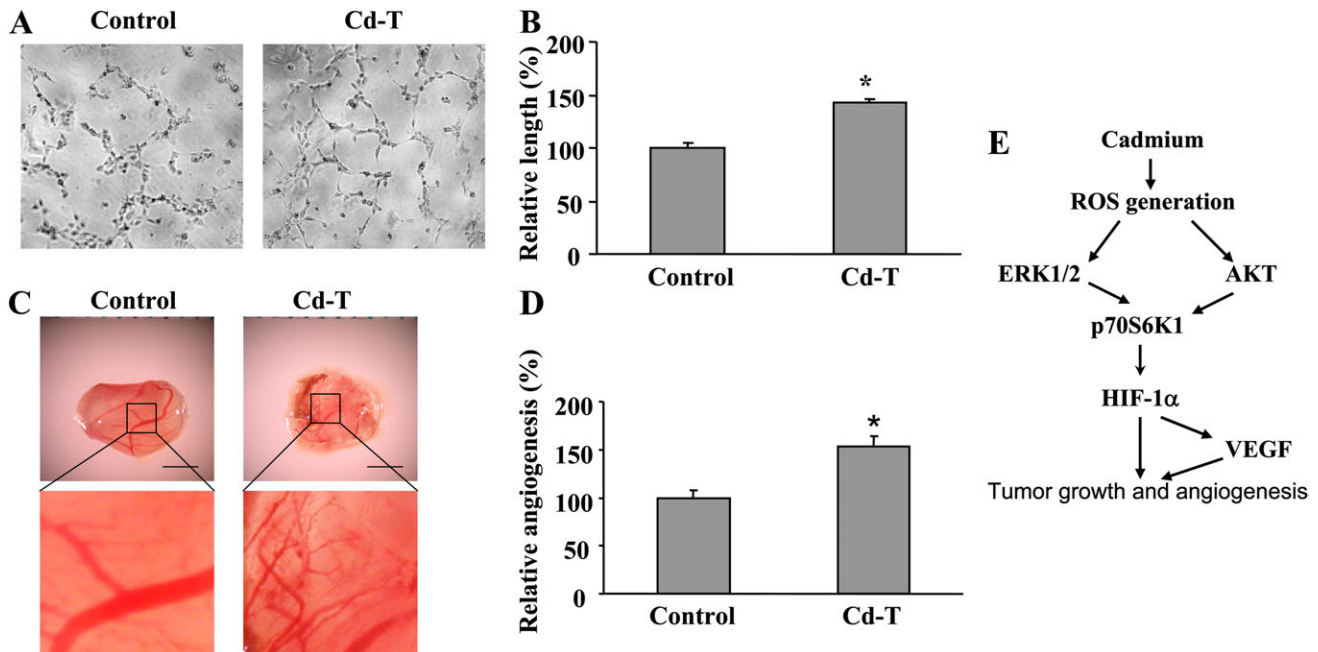 A
Control
Cd-T
B
Relative length (%)
200
150
100
50
0
*
Control
Cd-T
C
Control
Cd-T
D
Relative angiogenesis (%)
200
150
100
50
0
*
Control
Cd-T
E
Cadmium
ROS generation
ERK1/2 AKT
p70S6K1
HIF-1α
VEGF
Tumor growth and angiogenesis